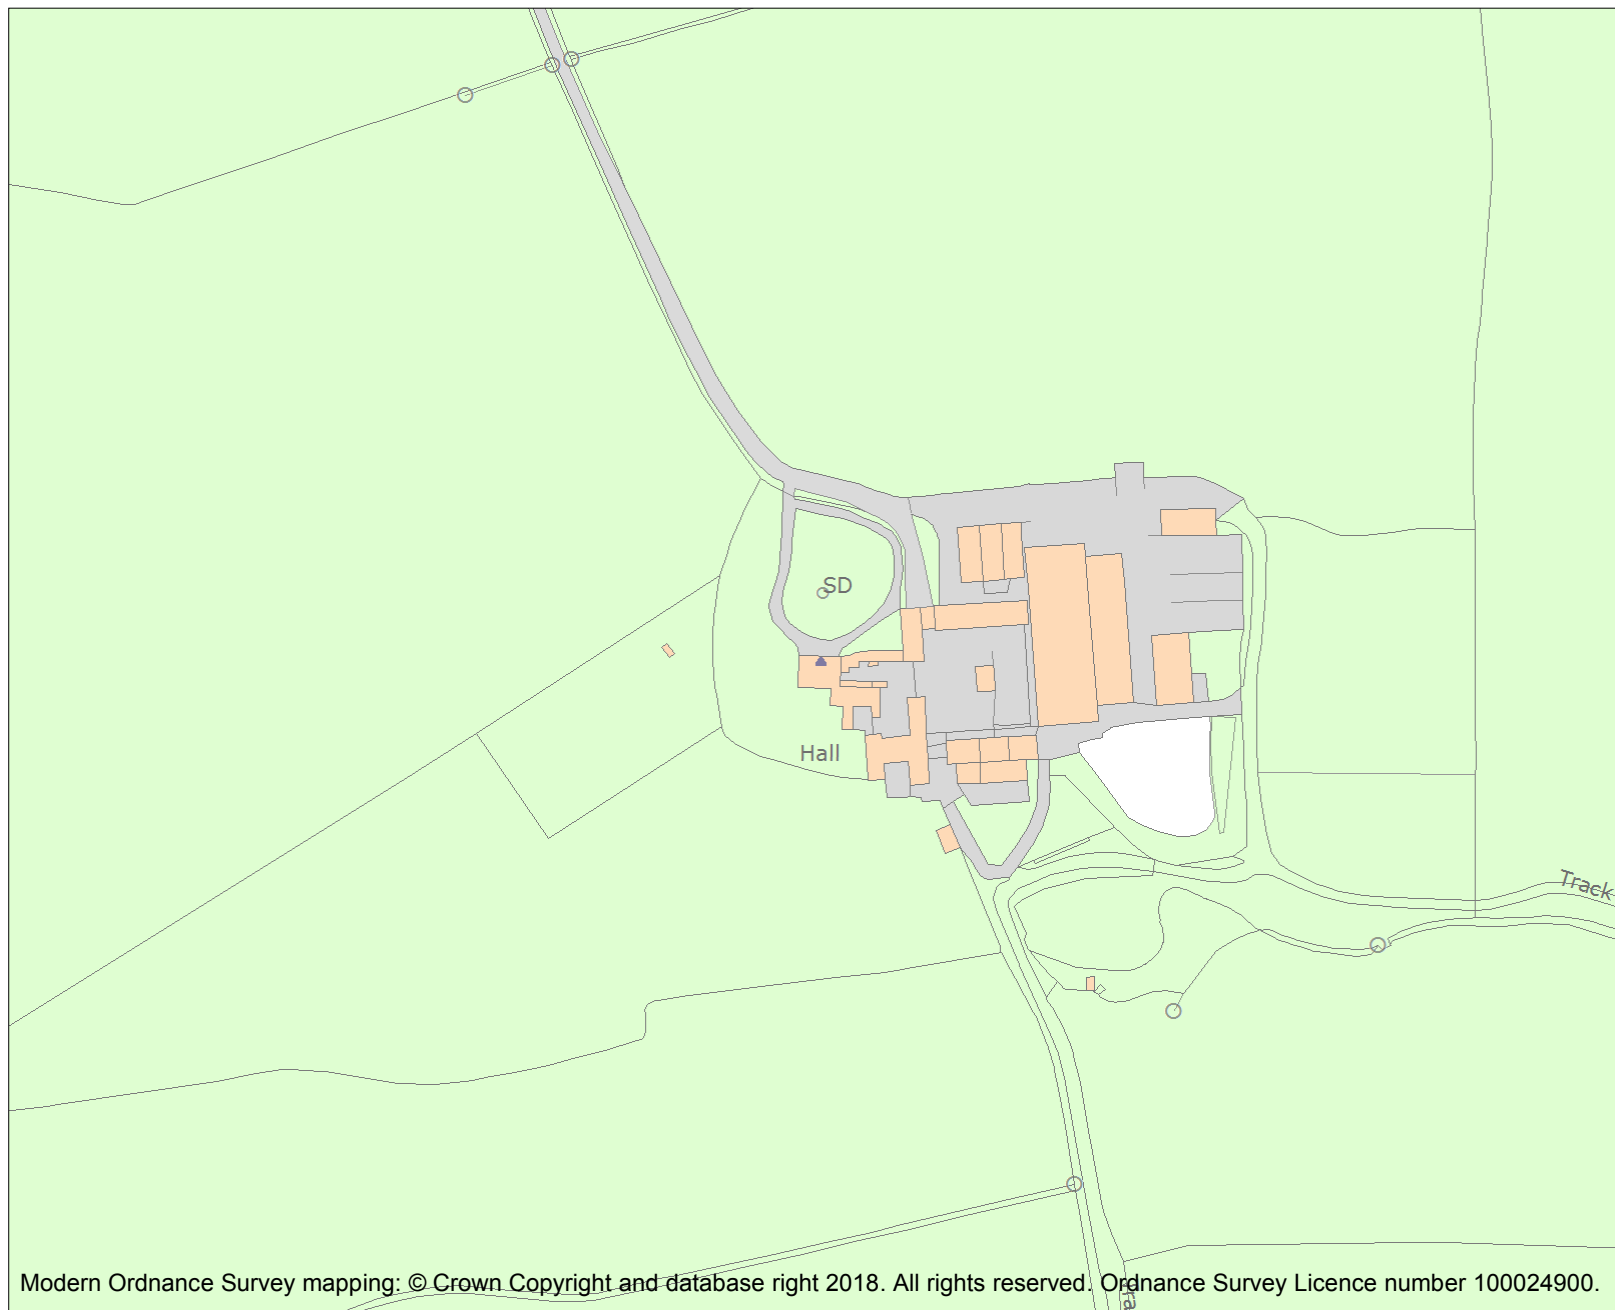 SD
Hall
Track
Modern Ordnance Survey mapping: © Crown Copyright and database right 2018. All rights reserved. Ordnance Survey Licence number 100024900.